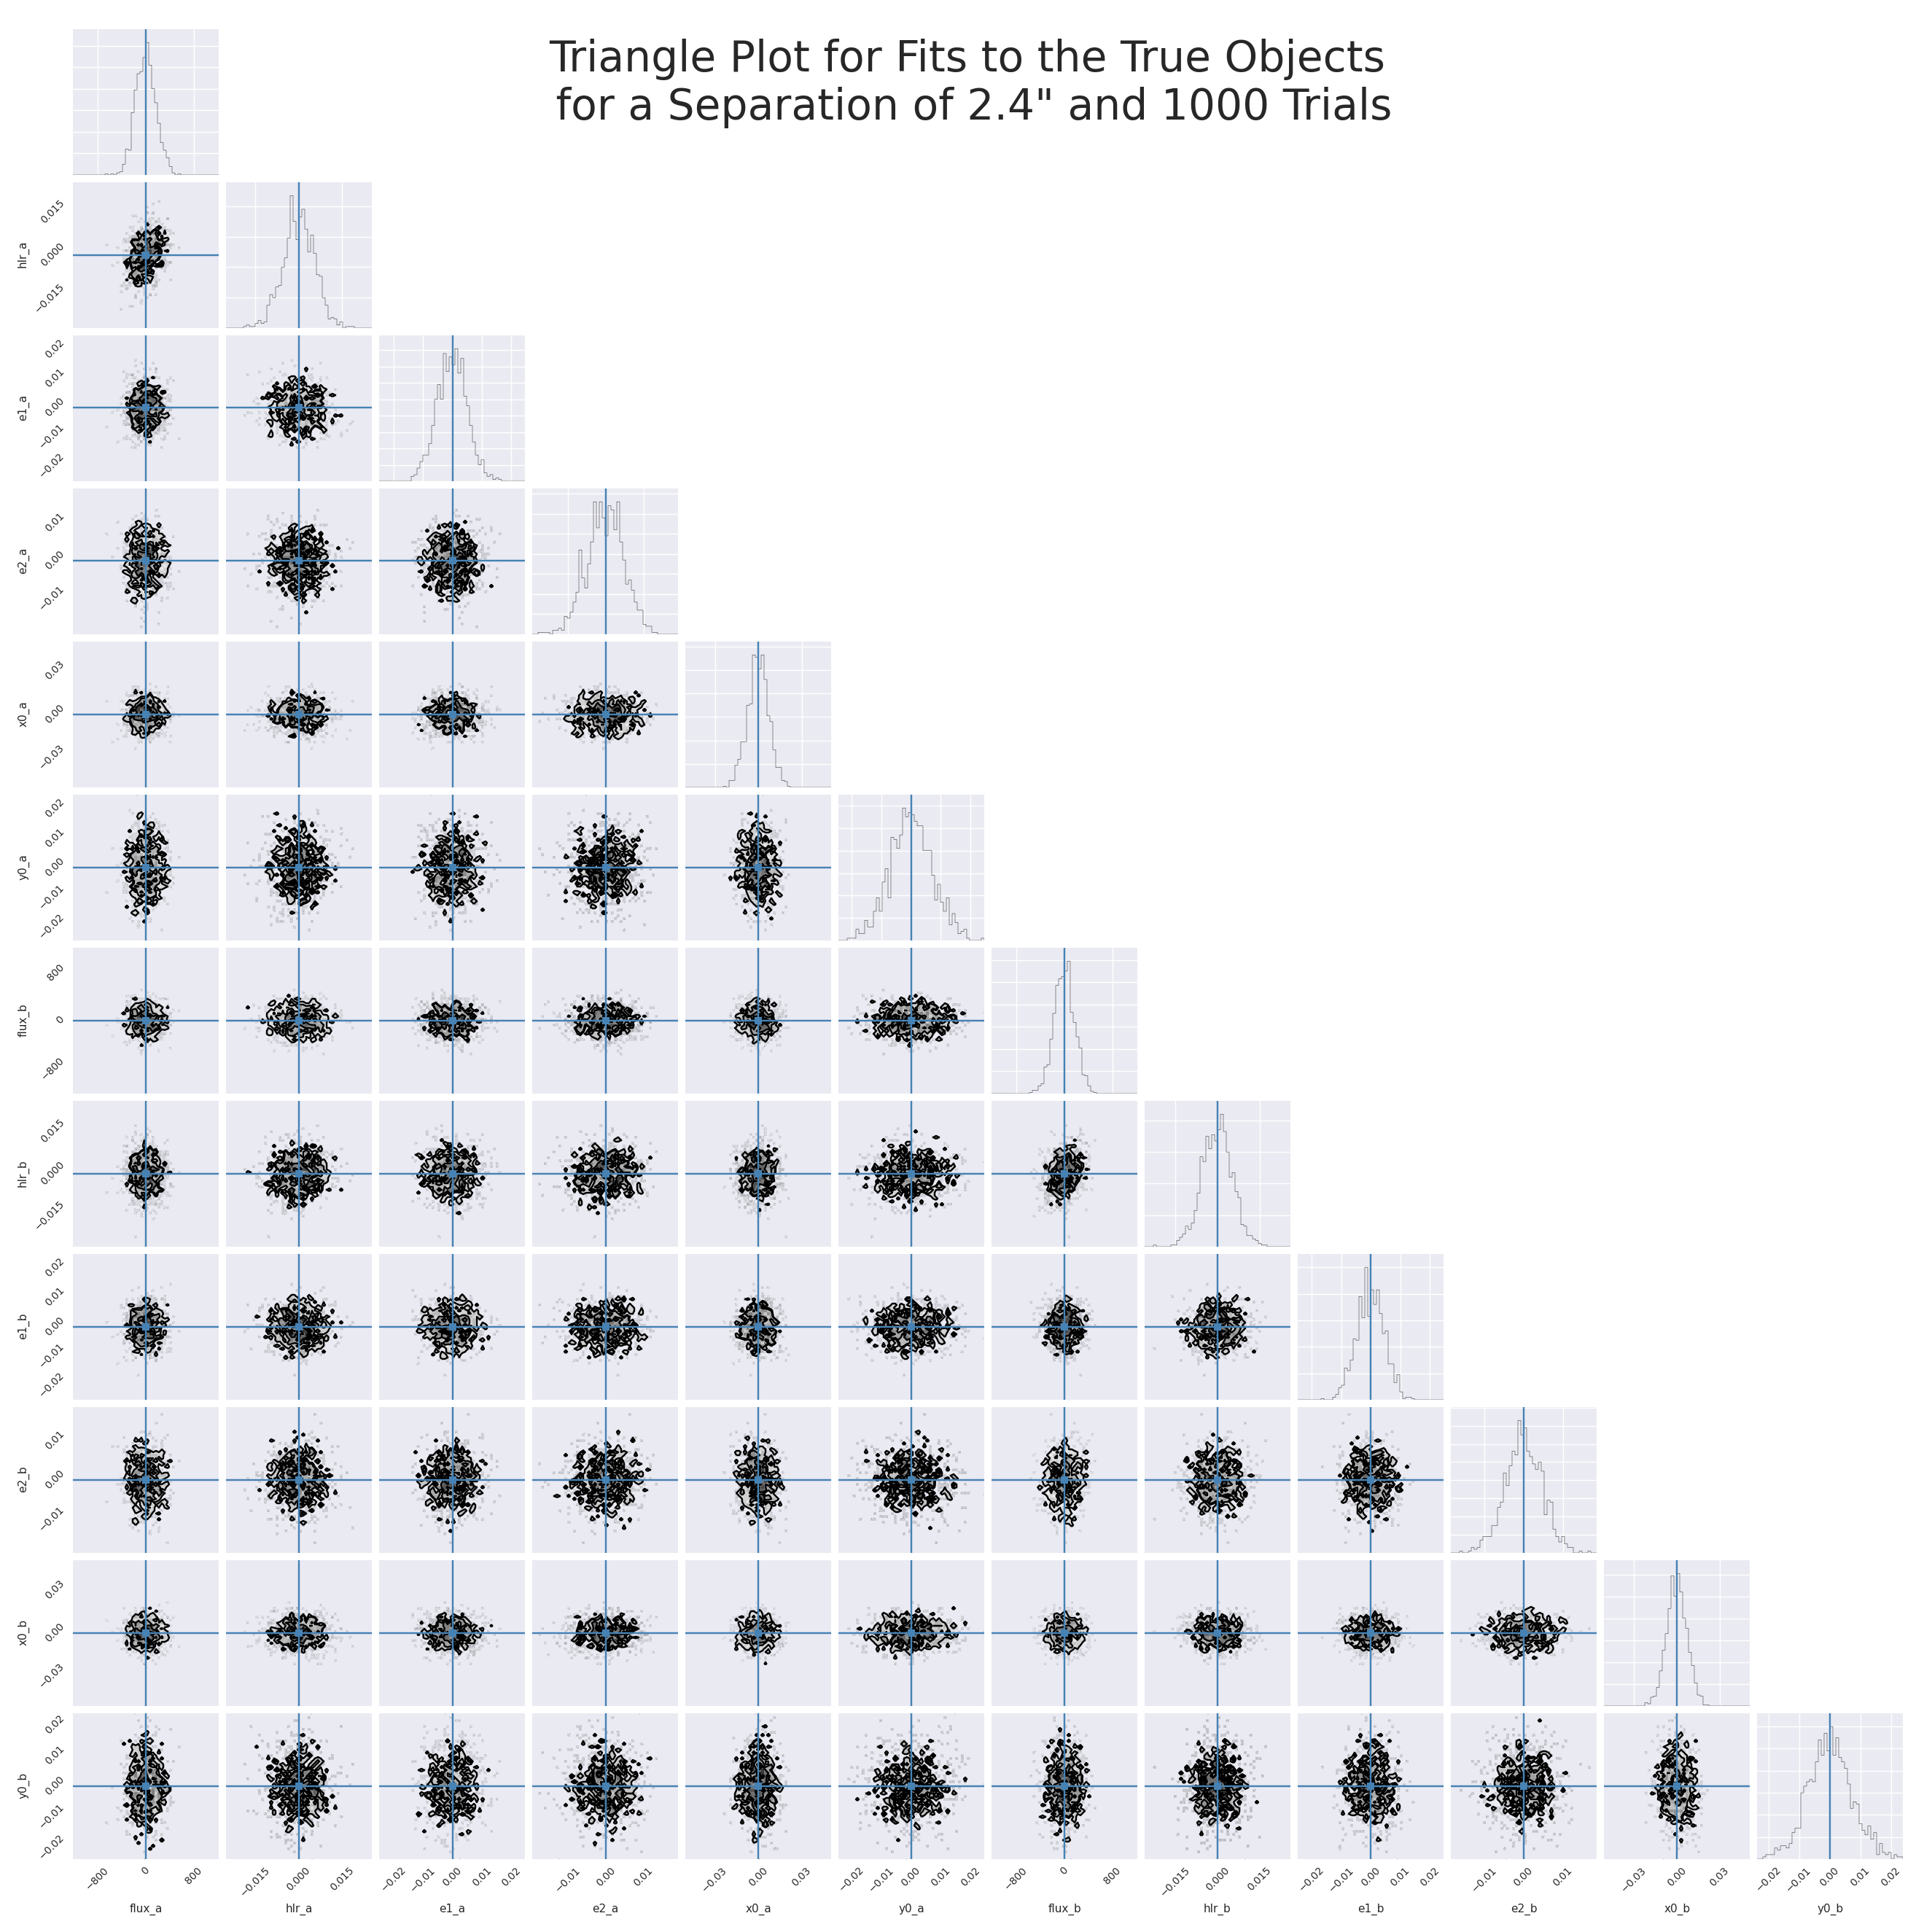 Triangle Plot for Fits to the True Objects
for a Separation of 2.4" and 1000 Trials
hlr_a
0.015
0.000
−0.015
e1_a
0.02
0.01
0.00
−0.01
−0.02
e2_a
0.01
0.00
−0.01
x0_a
0.03
0.00
−0.03
y0_a
0.02
0.01
0.00
−0.01
−0.02
flux_b
800
0
−800
hlr_b
0.015
0.000
−0.015
e1_b
0.02
0.01
0.00
−0.01
−0.02
e2_b
0.01
0.00
−0.01
x0_b
0.03
0.00
−0.03
y0_b
0.02
0.01
0.00
−0.01
−0.02
−800 0 800 −0.015 0.000 0.015 −0.02 −0.01 0.00 0.01 0.02 −0.01 0.00 0.01 −0.03 0.00 0.03 −0.02 −0.01 0.00 0.01 0.02 −800 0 800 −0.015 0.000 0.015 −0.02 −0.01 0.00 0.01 0.02 −0.01 0.00 0.01 −0.03 0.00 0.03 −0.02 −0.01 0.00 0.01 0.02
flux_a hlr_a e1_a e2_a x0_a y0_a flux_b hlr_b e1_b e2_b x0_b y0_b